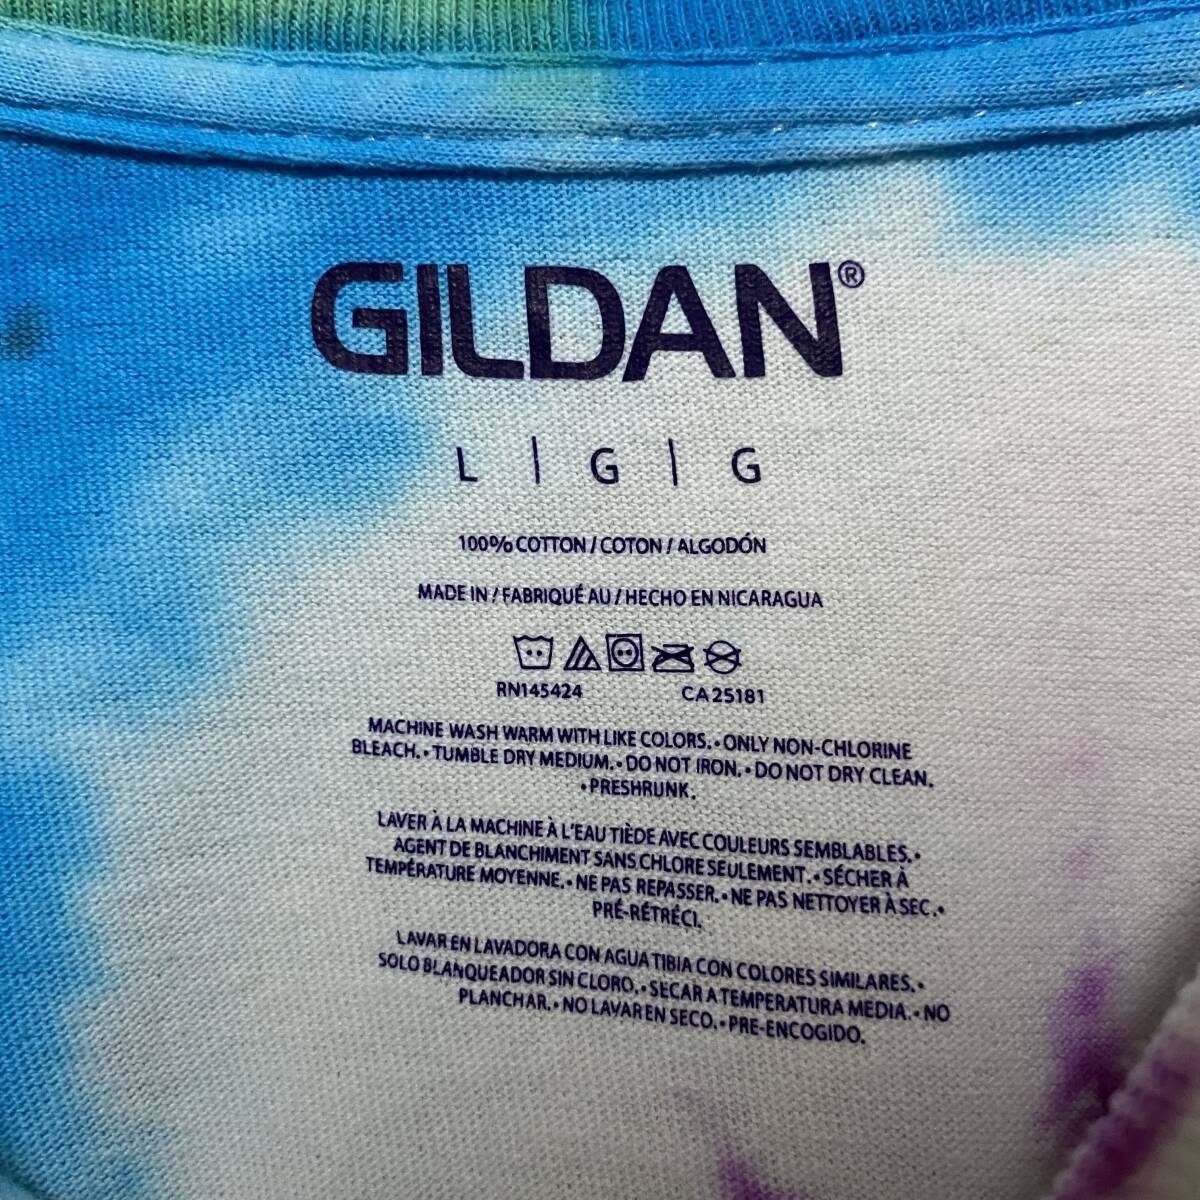 GILDAN®
L | G | G
100% COTTON / COTON / ALGODÓN
MADE IN / FABRIQUÉ AU / HECHO EN NICARAGUA
RN145424 CA25181
MACHINE WASH WARM WITH LIKE COLORS.• ONLY NON-CHLORINE
BLEACH.• TUMBLE DRY MEDIUM.• DO NOT IRON.• DO NOT DRY CLEAN.
•PRESHRUNK.
LAVER À LA MACHINE À L'EAU TIÈDE AVEC COULEURS SEMBLABLES.•
AGENT DE BLANCHIMENT SANS CHLORE SEULEMENT.• SÉCHER À
TEMPÉRATURE MOYENNE.• NE PAS REPASSER.• NE PAS NETTOYER À SEC.•
PRÉ-RÉTRÉCI.
LAVAR EN LAVADORA CON AGUA TIBIA CON COLORES SIMILARES.•
SOLO BLANQUEADOR SIN CLORO.• SECAR A TEMPERATURA MEDIA.• NO
PLANCHAR.• NO LAVAR EN SECO.• PRE-ENCOGIDO.